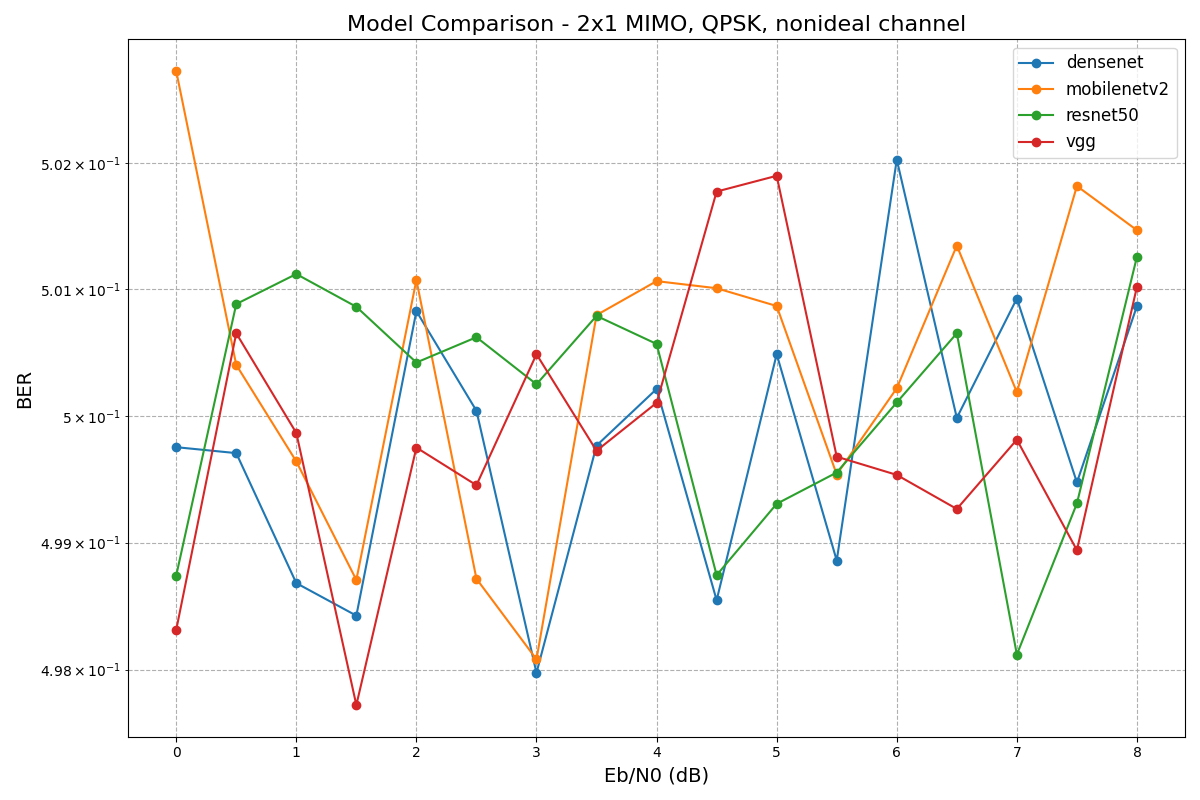 Model Comparison - 2x1 MIMO, QPSK, nonideal channel
densenet
mobilenetv2
resnet50
vgg
5.02 × 10⁻¹
5.01 × 10⁻¹
5 × 10⁻¹
4.99 × 10⁻¹
4.98 × 10⁻¹
BER
0 1 2 3 4 5 6 7 8
Eb/N0 (dB)